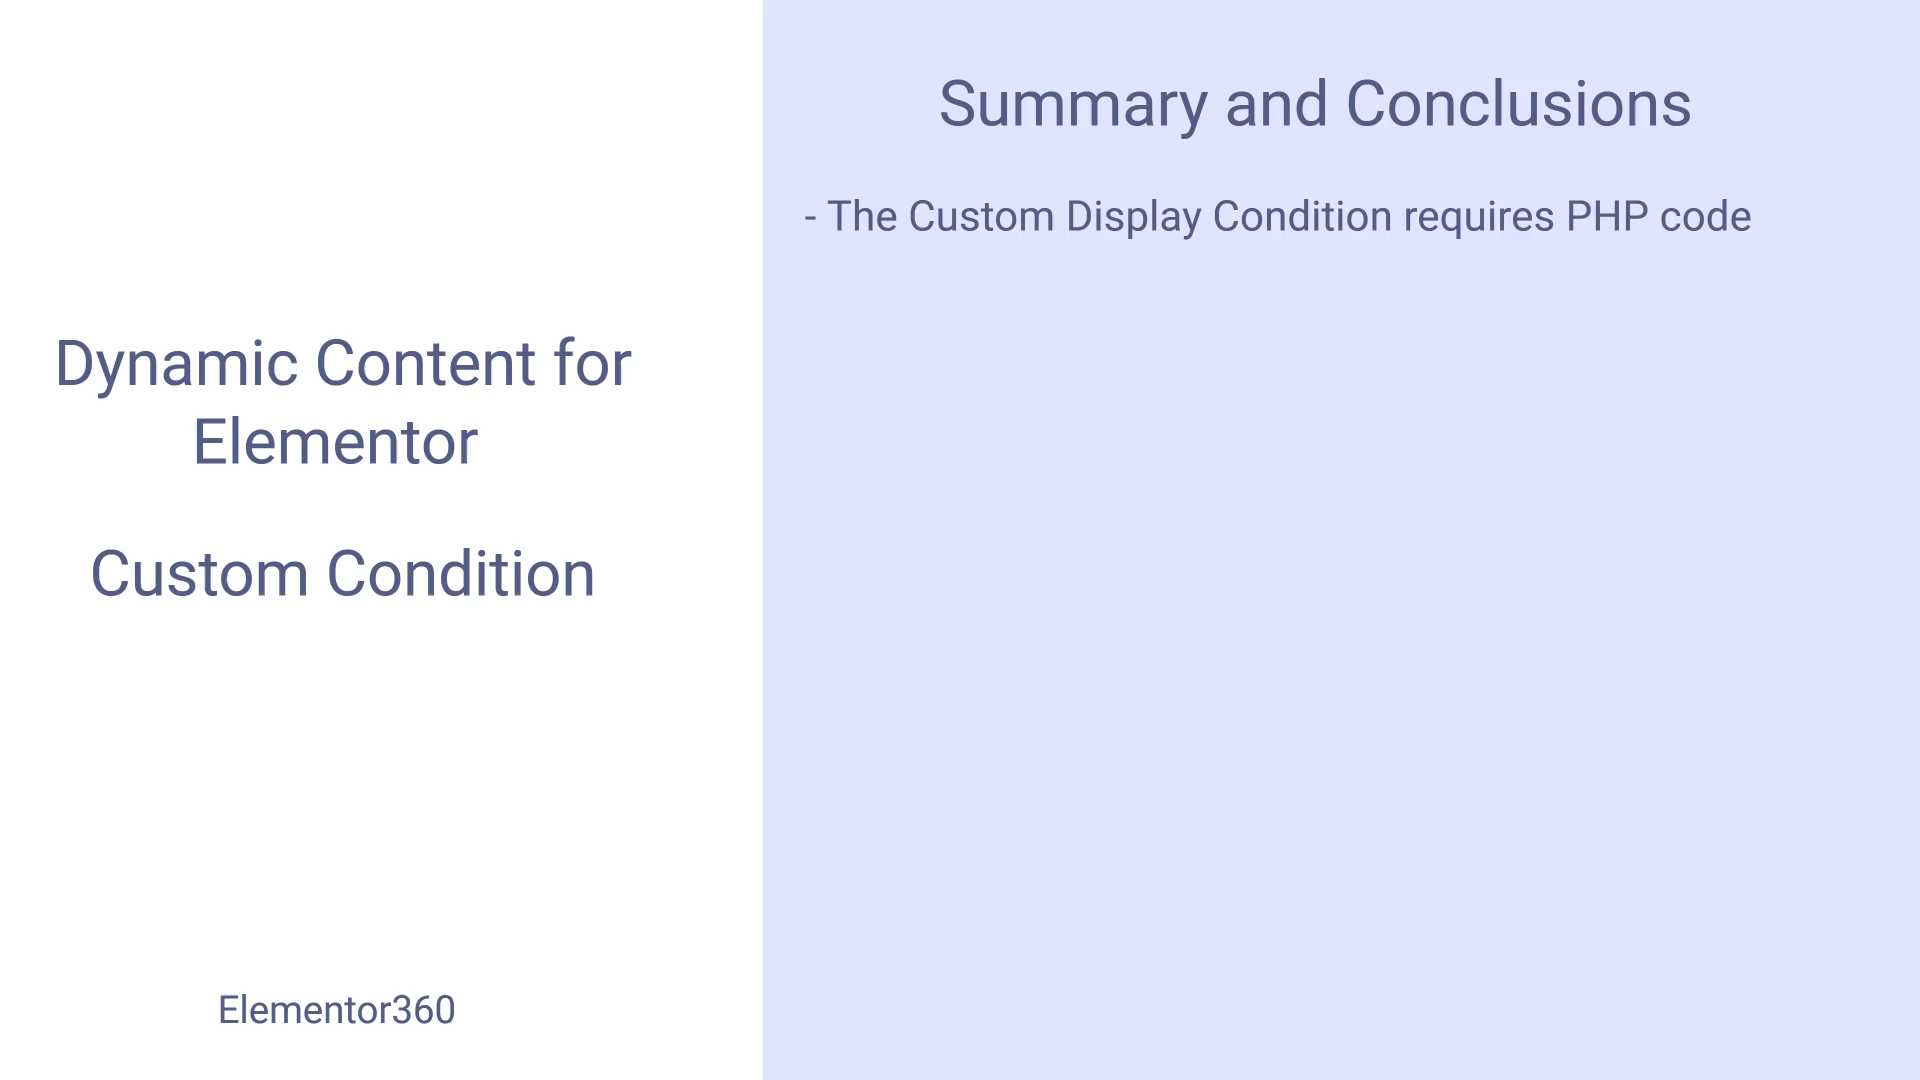 Dynamic Content for
Elementor
Custom Condition
Elementor360
Summary and Conclusions
- The Custom Display Condition requires PHP code